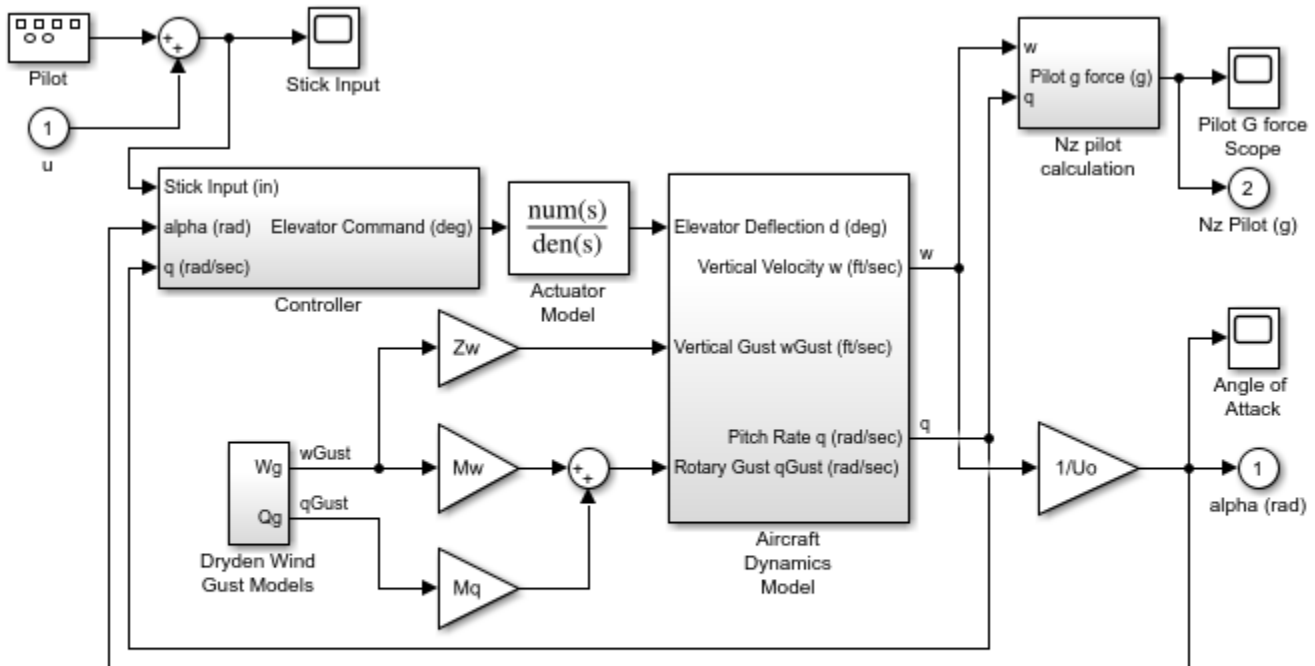 Pilot
+
+
Stick Input
1
u
w
Pilot g force (g)
q
Nz pilot
calculation
Pilot G force
Scope
2
Nz Pilot (g)
Stick Input (in)
alpha (rad)
Elevator Command (deg)
q (rad/sec)
Controller
num(s)
den(s)
Actuator
Model
Elevator Deflection d (deg)
Vertical Velocity w (ft/sec)
Vertical Gust wGust (ft/sec)
Pitch Rate q (rad/sec)
Rotary Gust qGust (rad/sec)
Aircraft
Dynamics
Model
w
q
Zw
Mw
Mq
+
+
Wg
Qg
wGust
qGust
Dryden Wind
Gust Models
1/Uo
Angle of
Attack
1
alpha (rad)